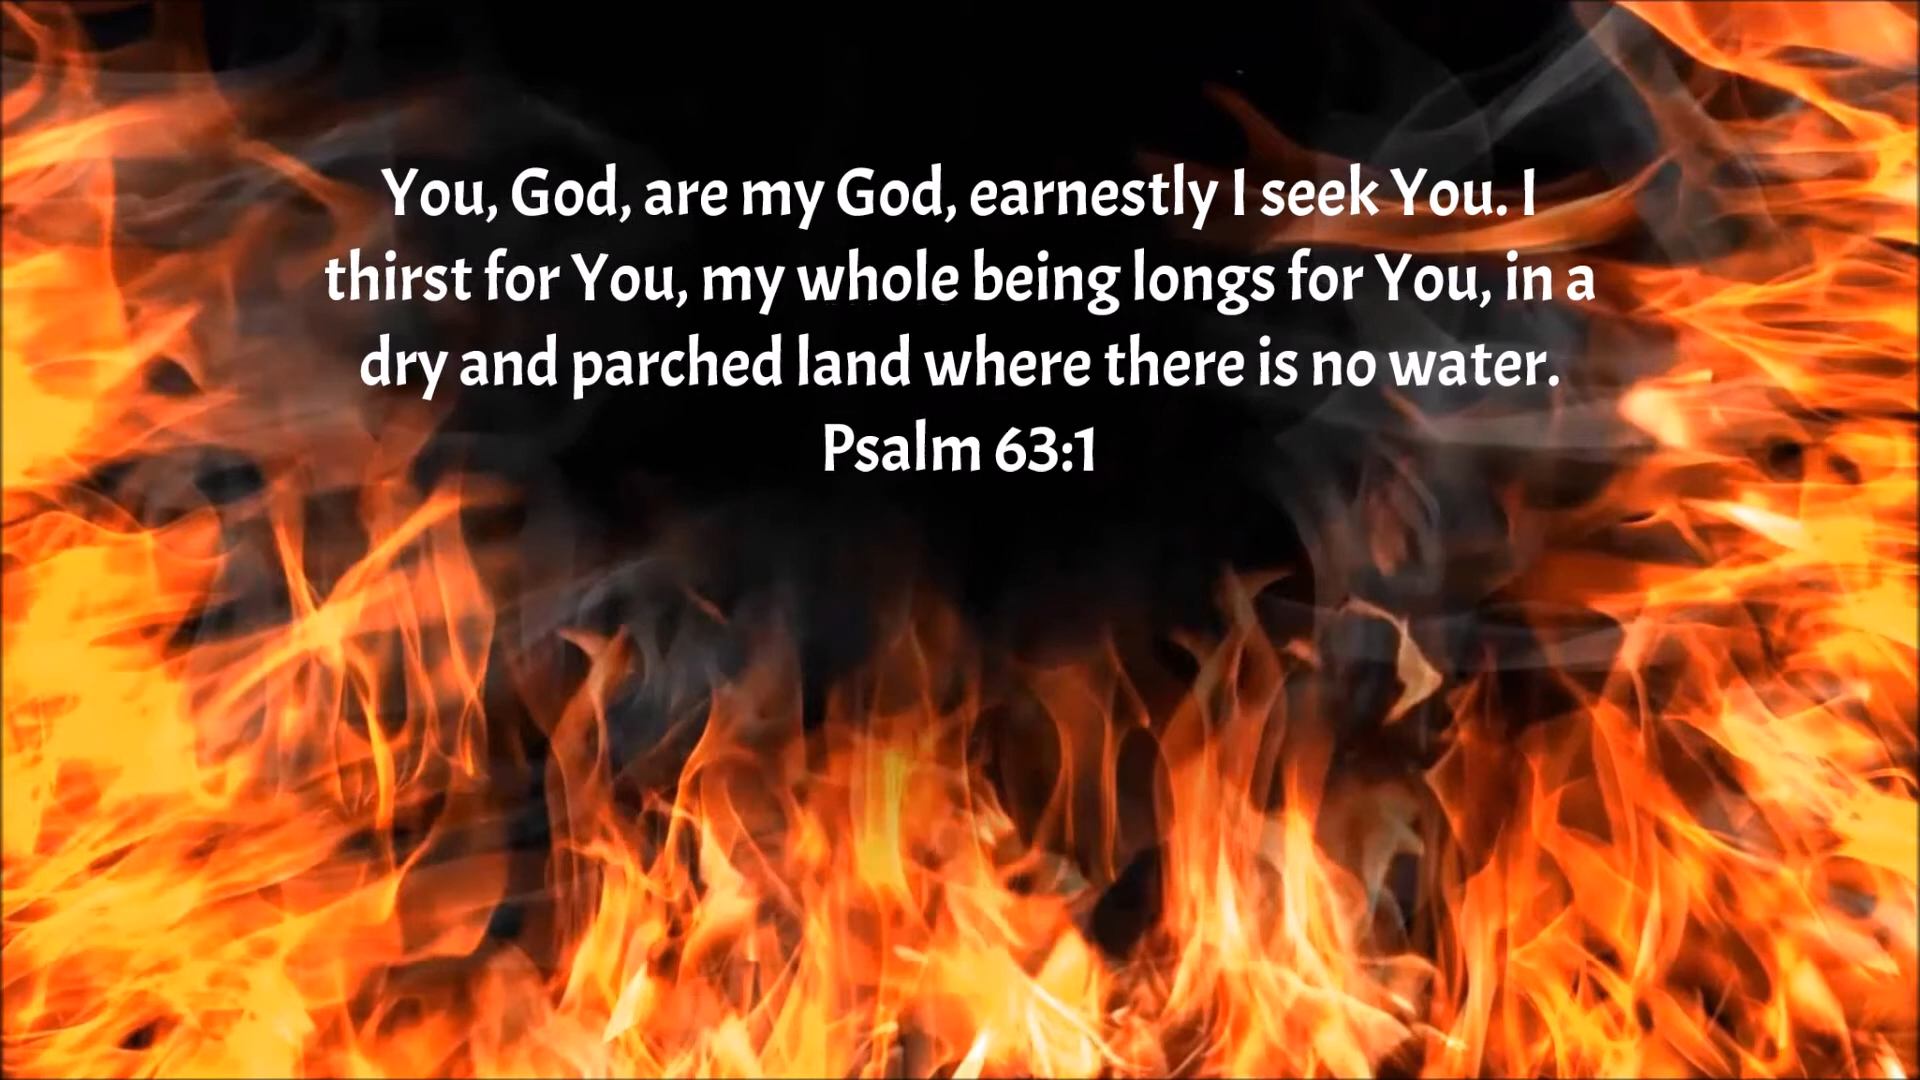 You, God, are my God, earnestly I seek You. I
thirst for You, my whole being longs for You, in a
dry and parched land where there is no water.
Psalm 63:1